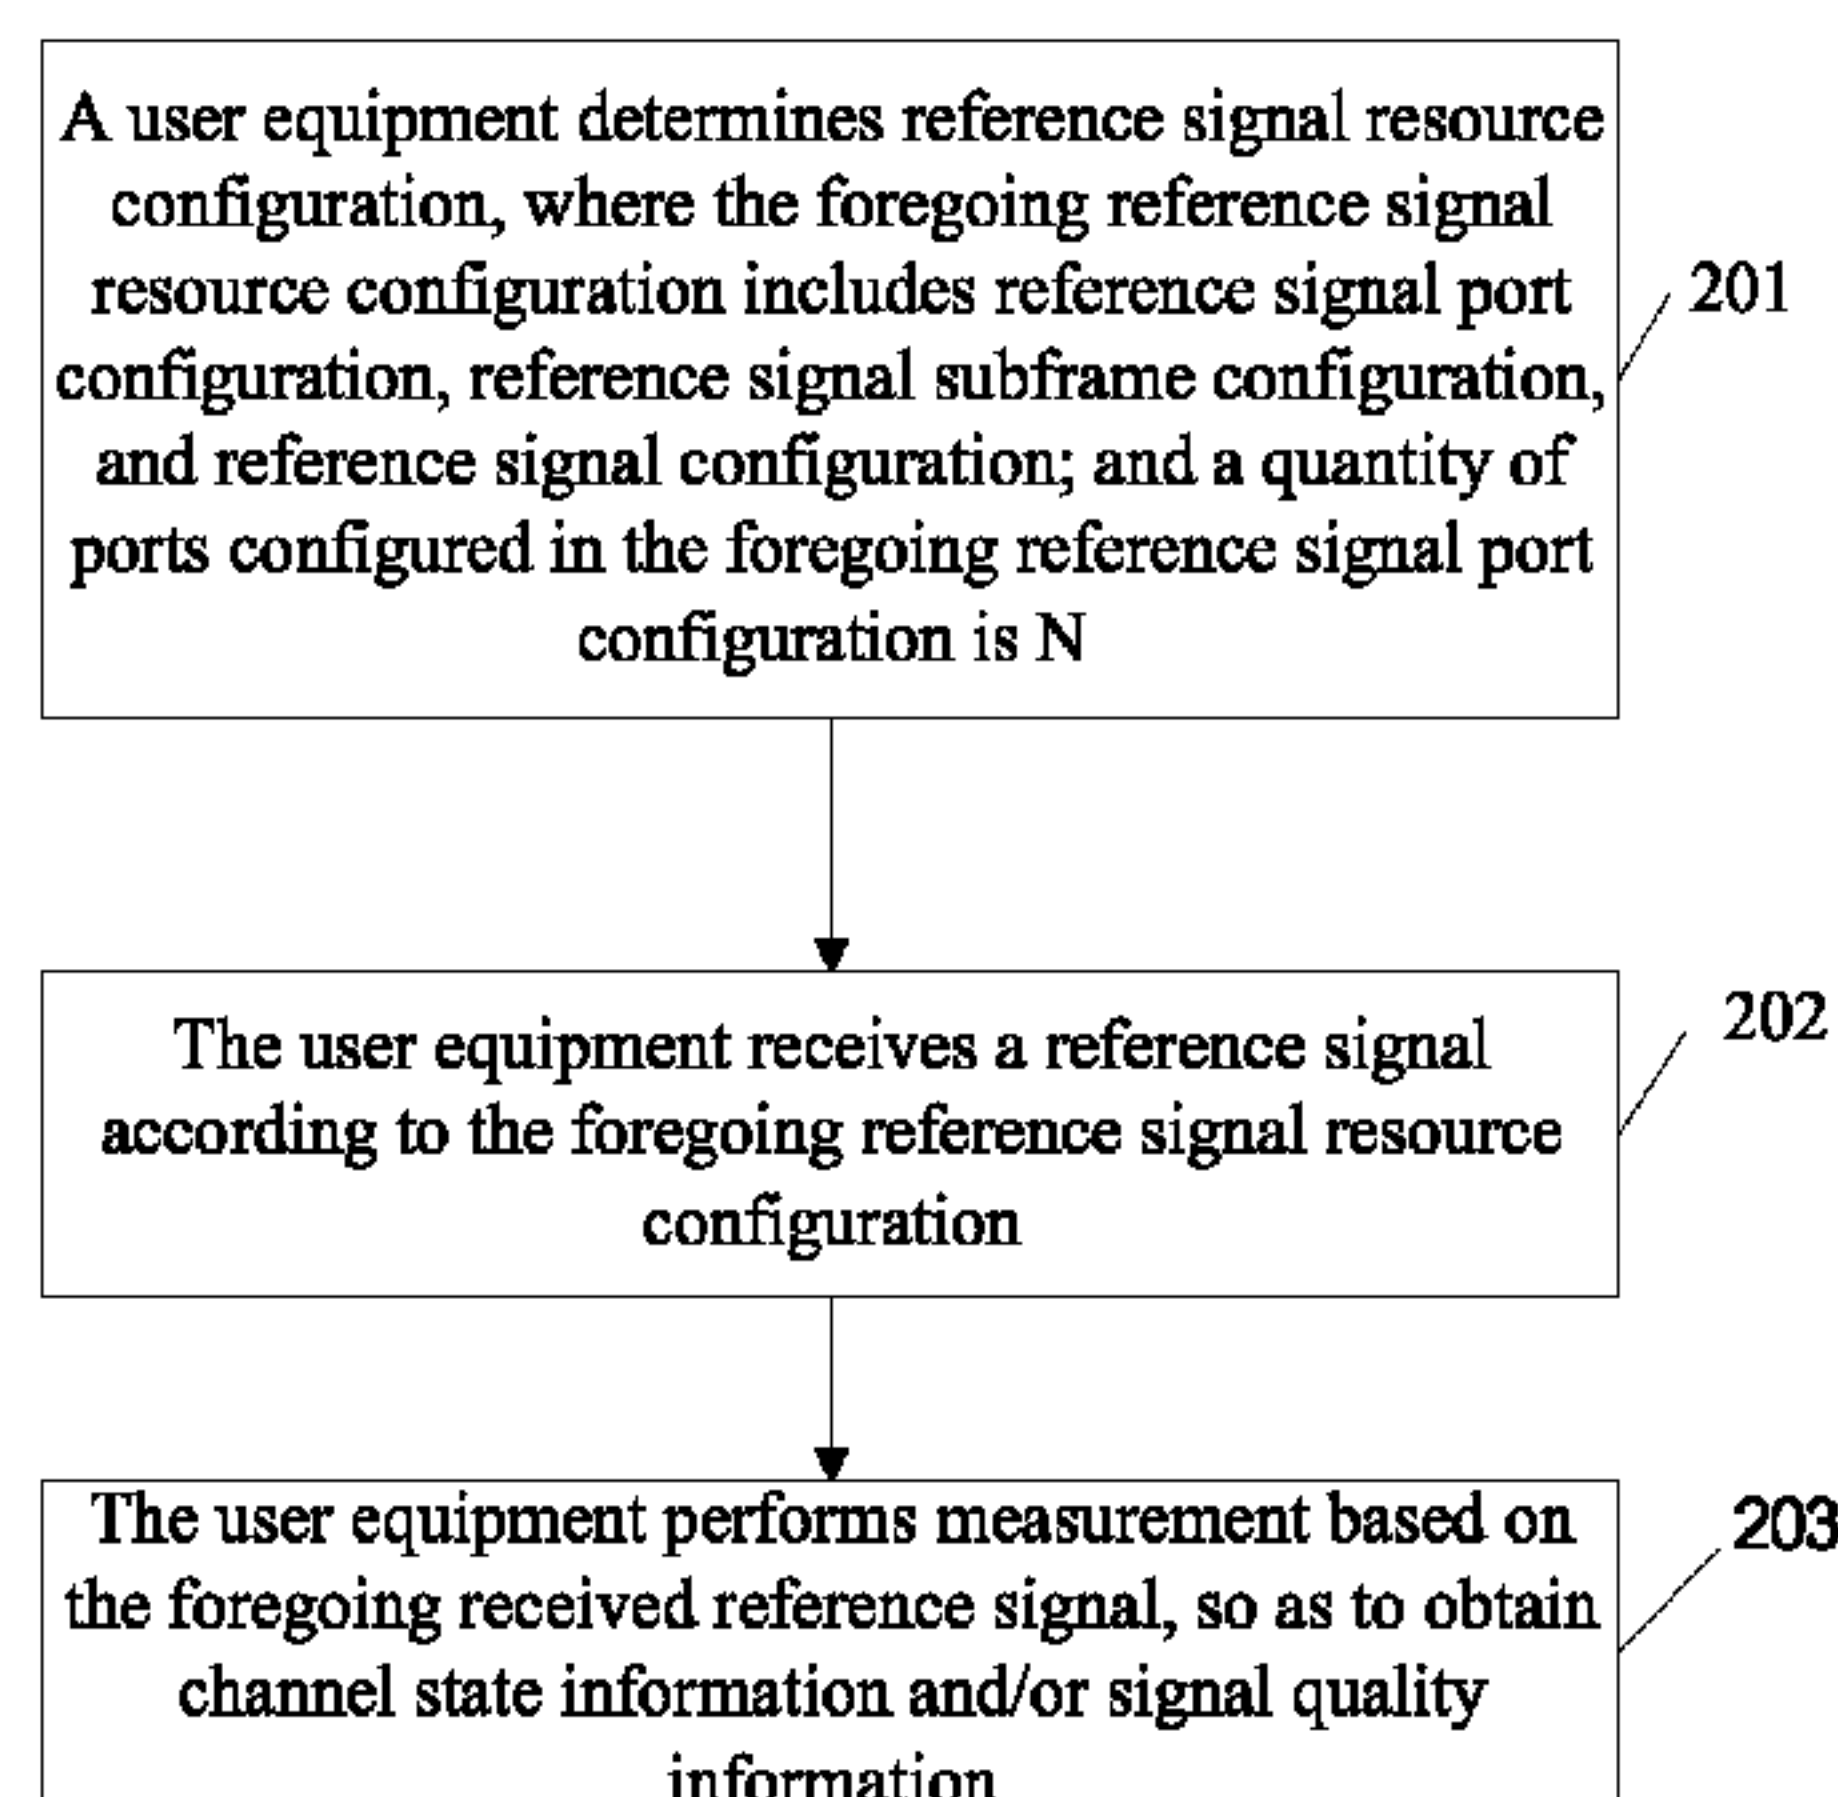 A user equipment determines reference signal resource
configuration, where the foregoing reference signal
resource configuration includes reference signal port
configuration, reference signal subframe configuration,
and reference signal configuration; and a quantity of
ports configured in the foregoing reference signal port
configuration is N
201
The user equipment receives a reference signal
according to the foregoing reference signal resource
configuration
202
The user equipment performs measurement based on
the foregoing received reference signal, so as to obtain
channel state information and/or signal quality
information
203